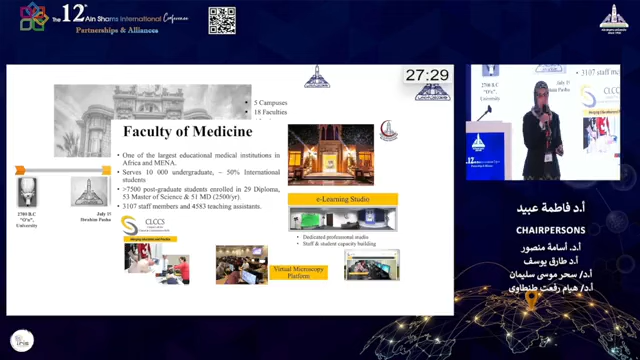 The 12th Ain Shams International Conference
Partnerships & Alliances
27:29
5 Campuses
18 Faculties
Faculty of Medicine
One of the largest educational medical institutions in
Africa and MENA.
Serves 10 000 undergraduate, ~ 50% International
students
>7500 post-graduate students enrolled in 29 Diploma,
53 Master of Science & 51 MD (2500/yr).
3107 staff members and 4583 teaching assistants.
2780 B.C
"O'n",
University
July
Ibrahim Pasha
CLCCS
e-Learning Studio
Dedicated professional studio
Staff & student capacity building
Virtual Microscopy
Platform
3107 staff mem
CLCC
أ.د فاطمة عبيد
CHAIRPERSONS
أ.د. أسامة منصور
أ.د طارق يوسف
أ.د/ سحر موسى سليمان
أ.د/ هيام رفعت طنطاوى